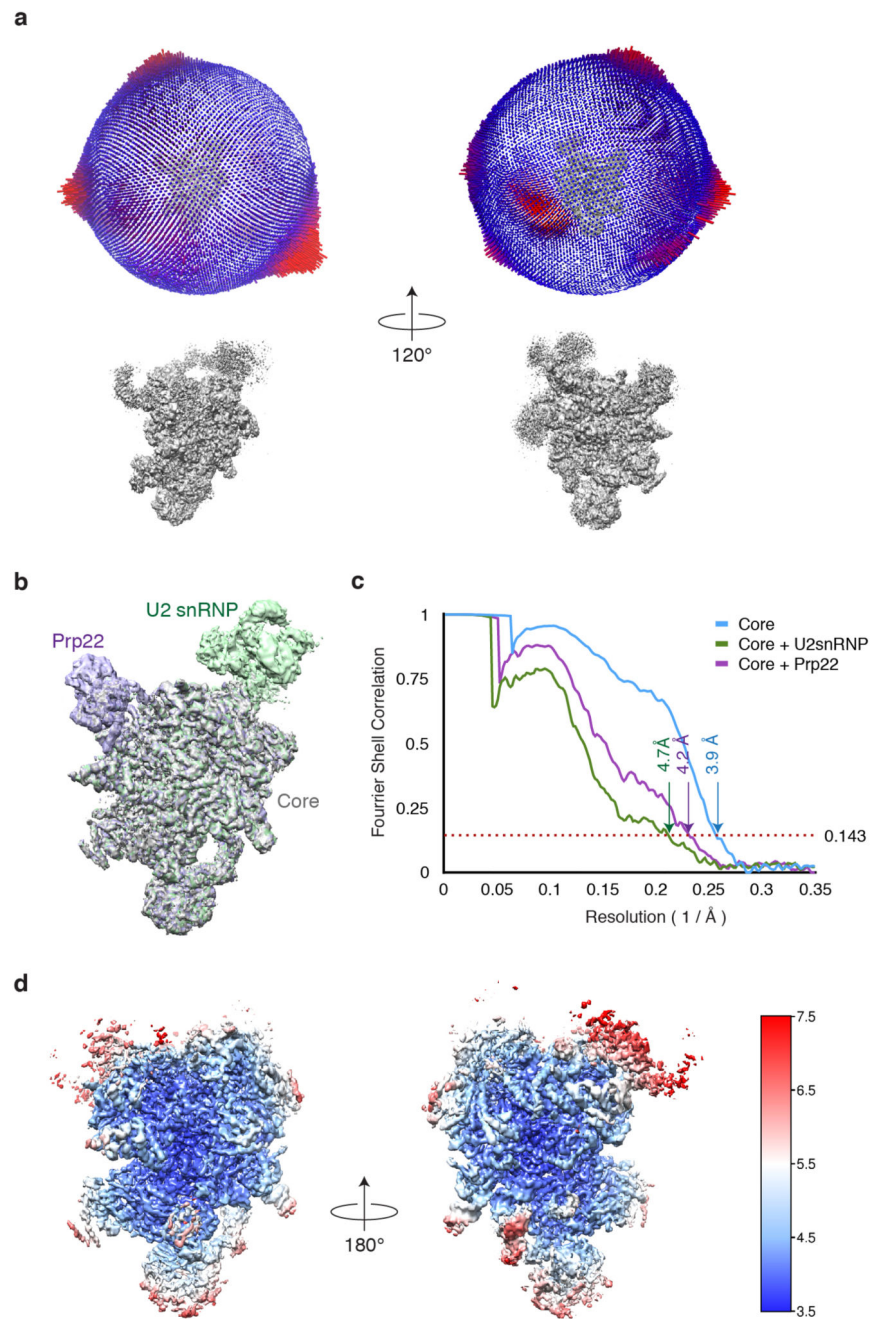 a
120°
b
U2 snRNP
Prp22
Core
c
Fourrier Shell Correlation
1
0.75
0.5
0.25
0
Core
Core + U2snRNP
Core + Prp22
4.7Å
4.2 Å
3.9 Å
0.143
0 0.05 0.1 0.15 0.2 0.25 0.3 0.35
Resolution ( 1 / Å )
d
180°
7.5
6.5
5.5
4.5
3.5